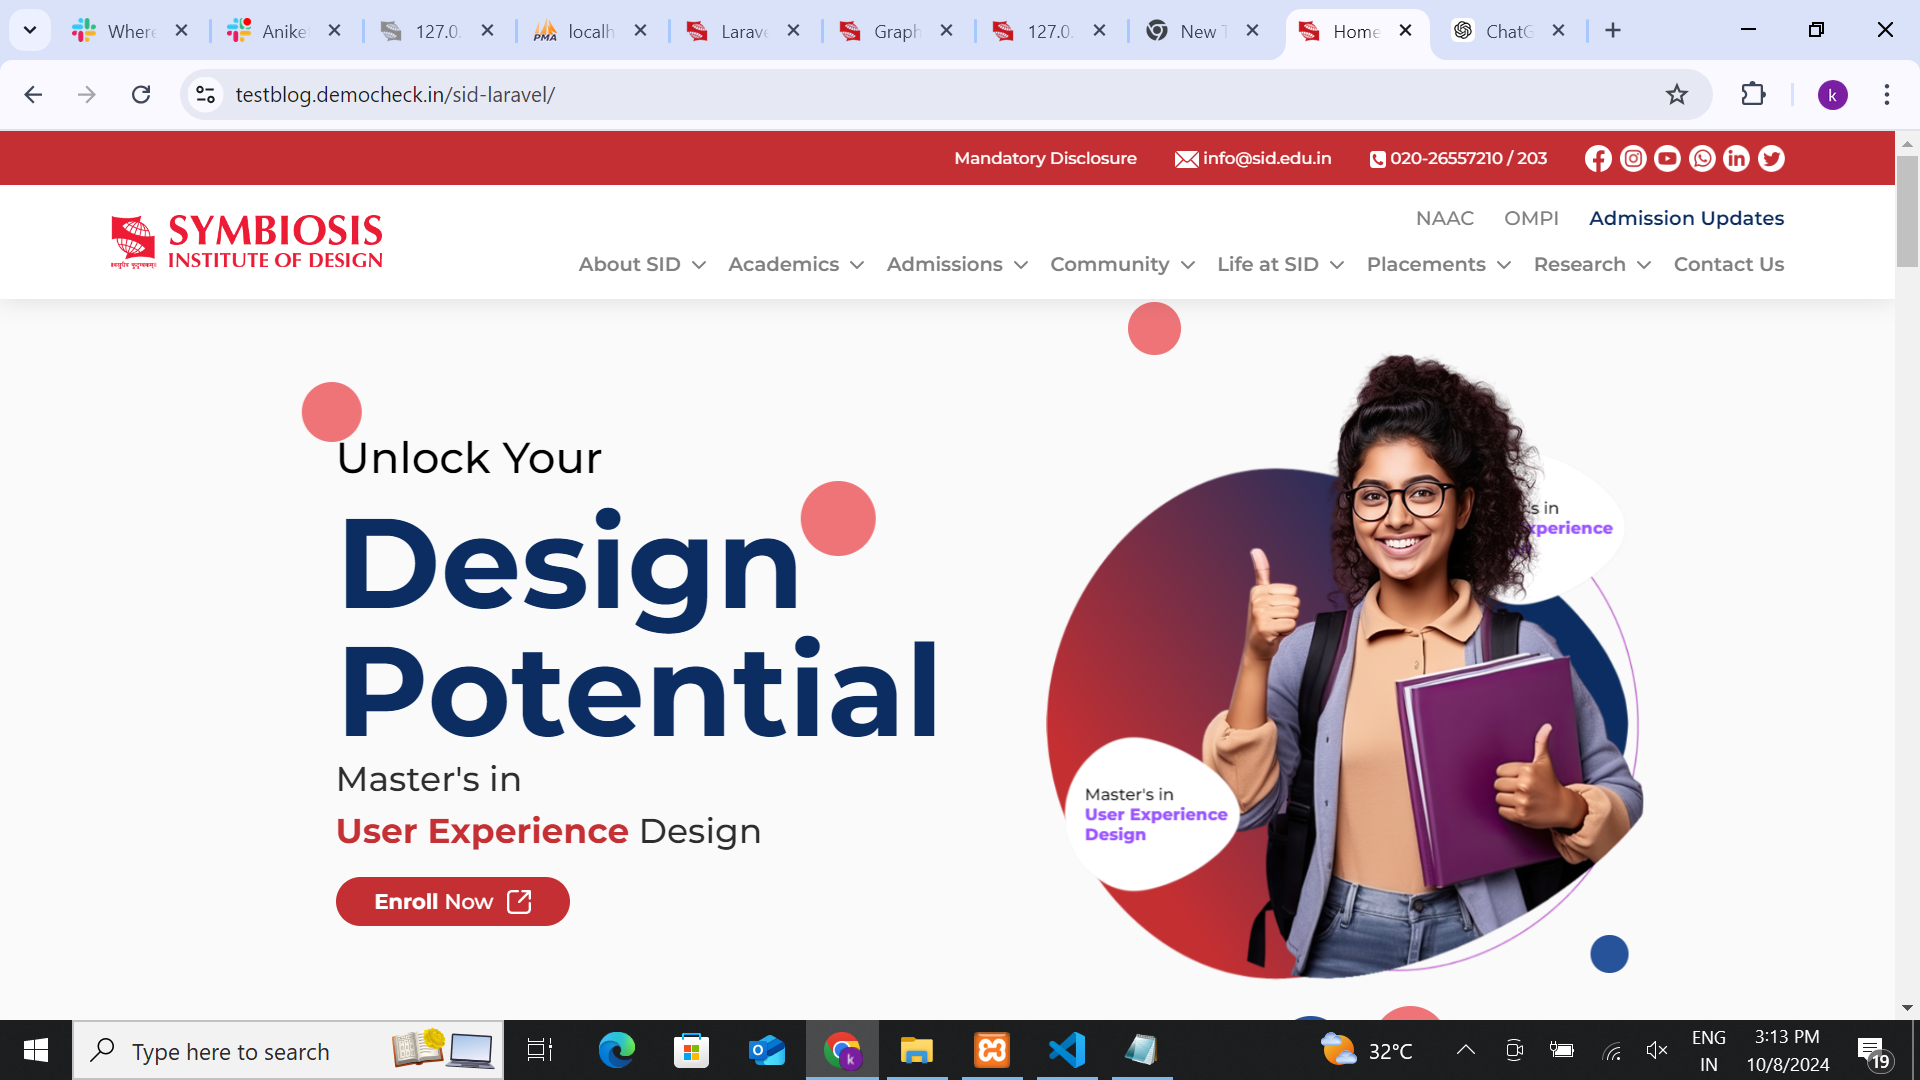 Where
Anike
127.0.
localh
Larave
Graph
127.0.
New T
Home
ChatG
testblog.democheck.in/sid-laravel/
k
Mandatory Disclosure info@sid.edu.in 020-26557210 / 203
NAAC OMPI Admission Updates
SYMBIOSIS
INSTITUTE OF DESIGN
About SID Academics Admissions Community Life at SID Placements Research Contact Us
Unlock Your
Design
Potential
Master's in
User Experience Design
Enroll Now
's in
xperience
Master's in
User Experience
Design
Type here to search
32°C
ENG
IN
3:13 PM
10/8/2024
19